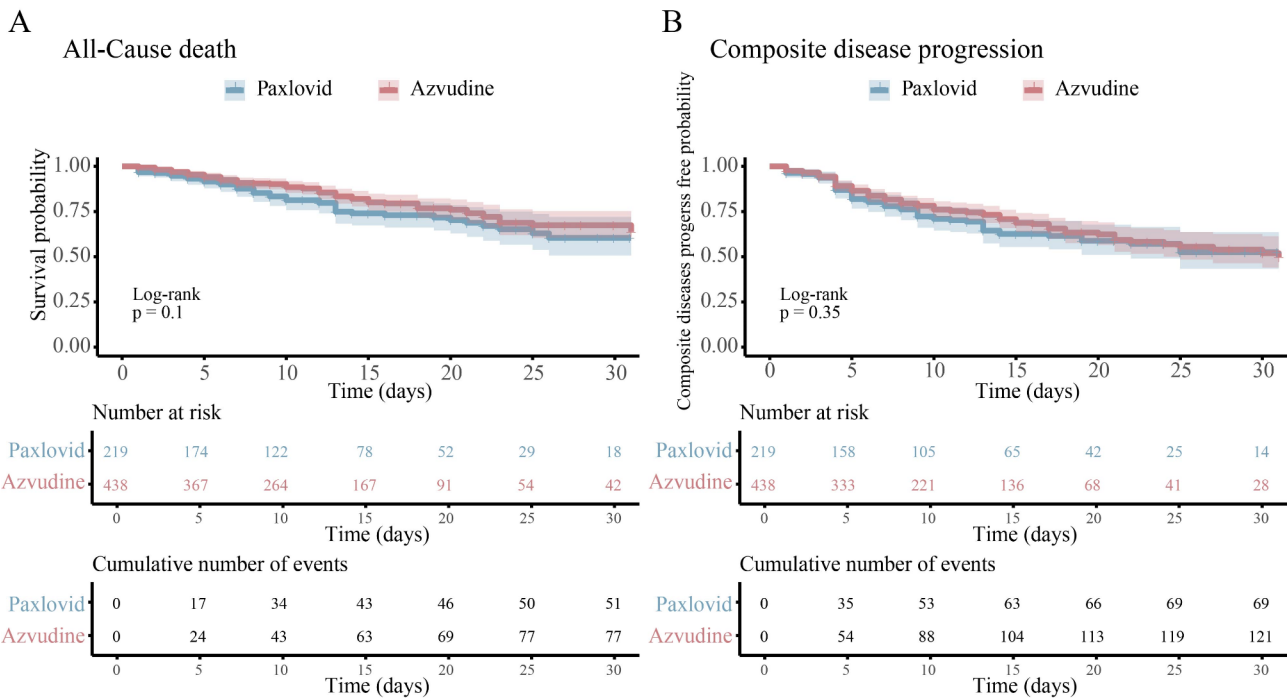 A
All-Cause death
Paxlovid Azvudine
Survival probability
1.00
0.75
0.50
0.25
0.00
Log-rank
p = 0.1
0 5 10 15 20 25 30
Time (days)
Number at risk
Paxlovid 219 174 122 78 52 29 18
Azvudine 438 367 264 167 91 54 42
0 5 10 15 20 25 30
Time (days)
Cumulative number of events
Paxlovid 0 17 34 43 46 50 51
Azvudine 0 24 43 63 69 77 77
0 5 10 15 20 25 30
Time (days)
B
Composite disease progression
Paxlovid Azvudine
Composite diseases progerss free probability
1.00
0.75
0.50
0.25
0.00
Log-rank
p = 0.35
0 5 10 15 20 25 30
Time (days)
Number at risk
Paxlovid 219 158 105 65 42 25 14
Azvudine 438 333 221 136 68 41 28
0 5 10 15 20 25 30
Time (days)
Cumulative number of events
Paxlovid 0 35 53 63 66 69 69
Azvudine 0 54 88 104 113 119 121
0 5 10 15 20 25 30
Time (days)